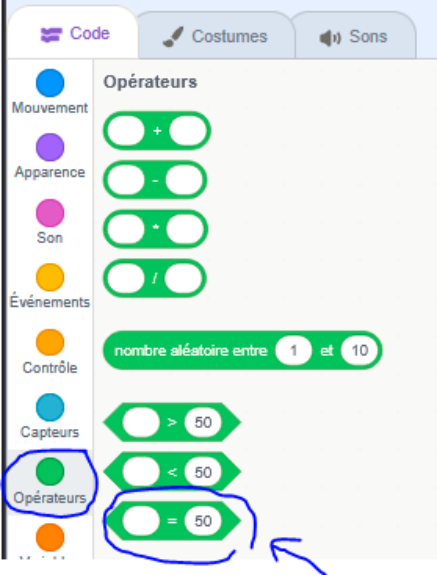 Code
Costumes
Sons
Mouvement
Apparence
Son
Événements
Contrôle
Capteurs
Opérateurs
Opérateurs
+
-
*
/
nombre aléatoire entre 1 et 10
> 50
< 50
= 50